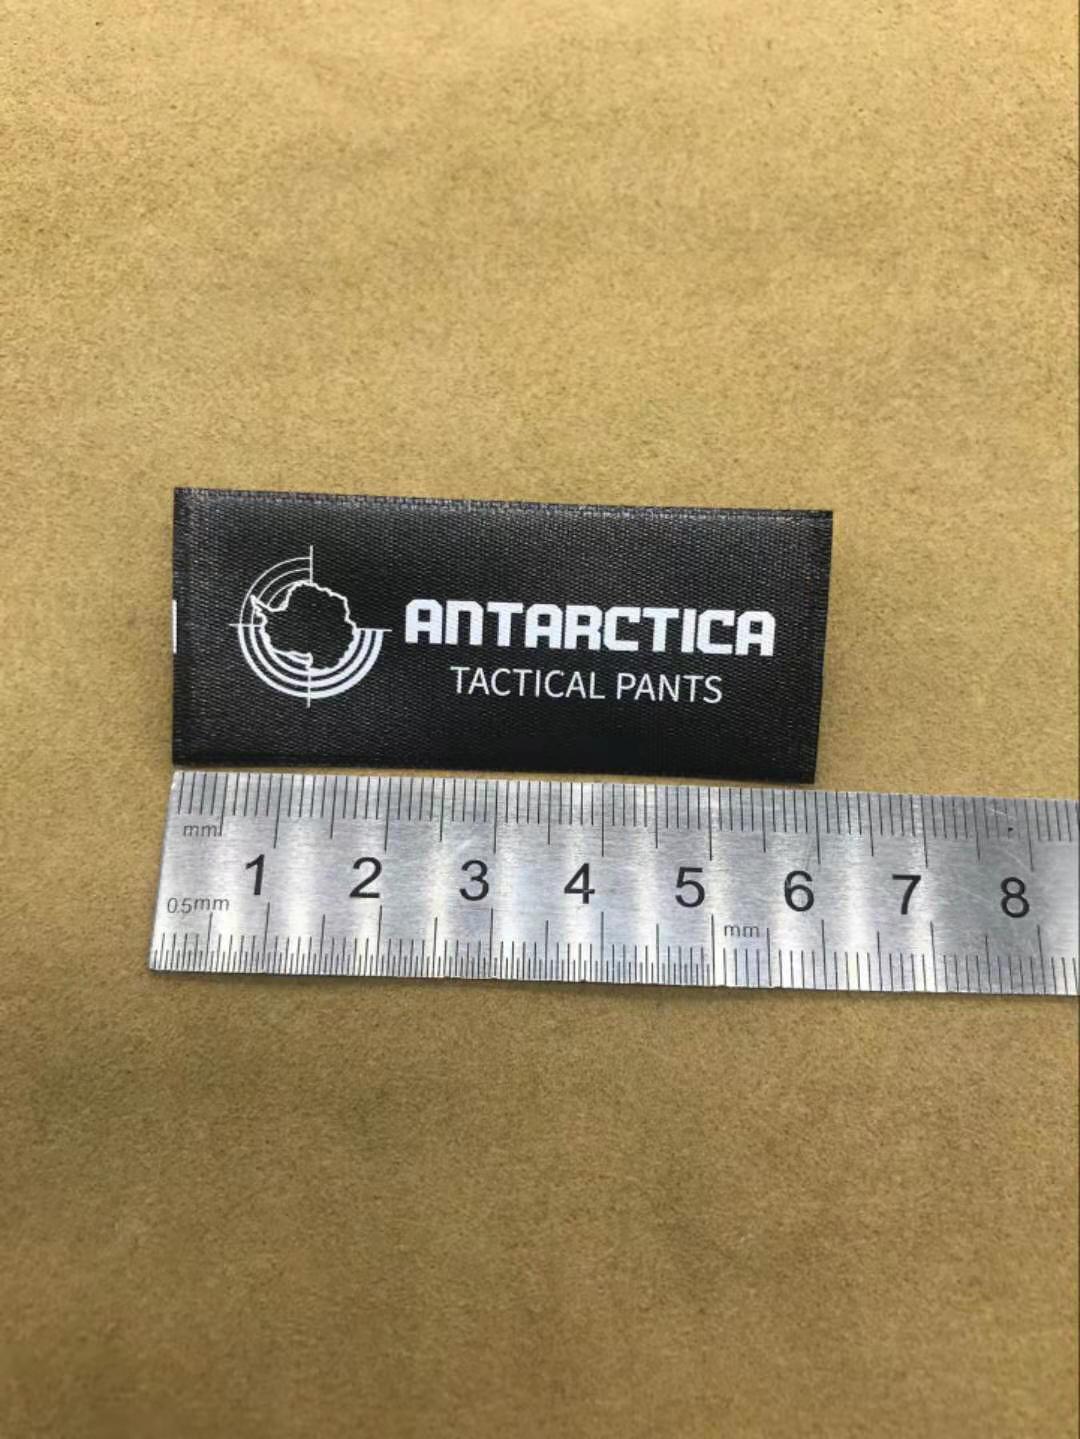 ANTARCTICA
TACTICAL PANTS
mm
1 2 3 4 5 6 7 8
0.5mm
mm